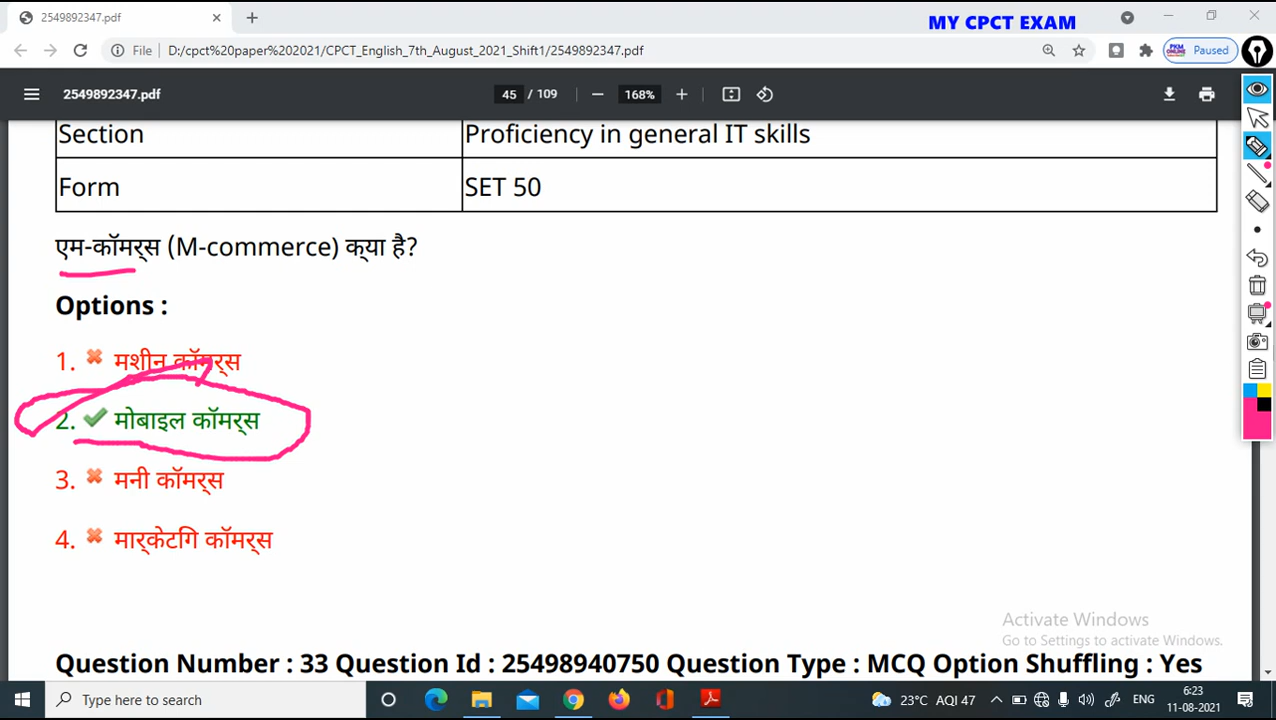 2549892347.pdf
MY CPCT EXAM
File D:/cpct%20paper%202021/CPCT_English_7th_August_2021_Shift1/2549892347.pdf
Paused
2549892347.pdf 45 / 109 168%
Section Proficiency in general IT skills
Form SET 50
एम-कॉमर्स (M-commerce) क्या है?
Options :
1. मशीन कॉमर्स
2. मोबाइल कॉमर्स
3. मनी कॉमर्स
4. मार्केटगि कॉमर्स
Activate Windows
Go to Settings to activate Windows.
Question Number : 33 Question Id : 25498940750 Question Type : MCQ Option Shuffling : Yes
Type here to search
23°C AQI 47
ENG
6:23
11-08-2021